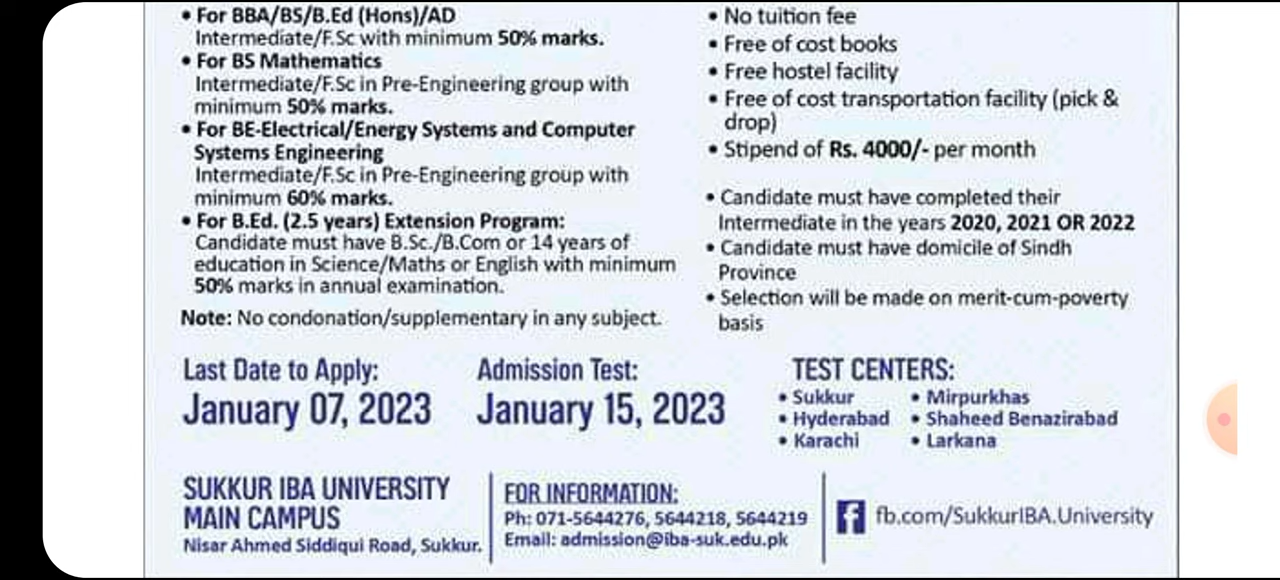 • For BBA/BS/B.Ed (Hons)/AD
Intermediate/F.Sc with minimum 50% marks.
• For BS Mathematics
Intermediate/F.Sc in Pre-Engineering group with
minimum 50% marks.
• For BE-Electrical/Energy Systems and Computer
Systems Engineering
Intermediate/F.Sc in Pre-Engineering group with
minimum 60% marks.
• For B.Ed. (2.5 years) Extension Program:
Candidate must have B.Sc./B.Com or 14 years of
education in Science/Maths or English with minimum
50% marks in annual examination.
Note: No condonation/supplementary in any subject.
• No tuition fee
• Free of cost books
• Free hostel facility
• Free of cost transportation facility (pick &
drop)
• Stipend of Rs. 4000/- per month
• Candidate must have completed their
Intermediate in the years 2020, 2021 OR 2022
• Candidate must have domicile of Sindh
Province
• Selection will be made on merit-cum-poverty
basis
Last Date to Apply:
January 07, 2023
Admission Test:
January 15, 2023
TEST CENTERS:
• Sukkur
• Hyderabad
• Karachi
• Mirpurkhas
• Shaheed Benazirabad
• Larkana
SUKKUR IBA UNIVERSITY
MAIN CAMPUS
Nisar Ahmed Siddiqui Road, Sukkur.
FOR INFORMATION:
Ph: 071-5644276, 5644218, 5644219
Email: admission@iba-suk.edu.pk
fb.com/SukkurIBA.University